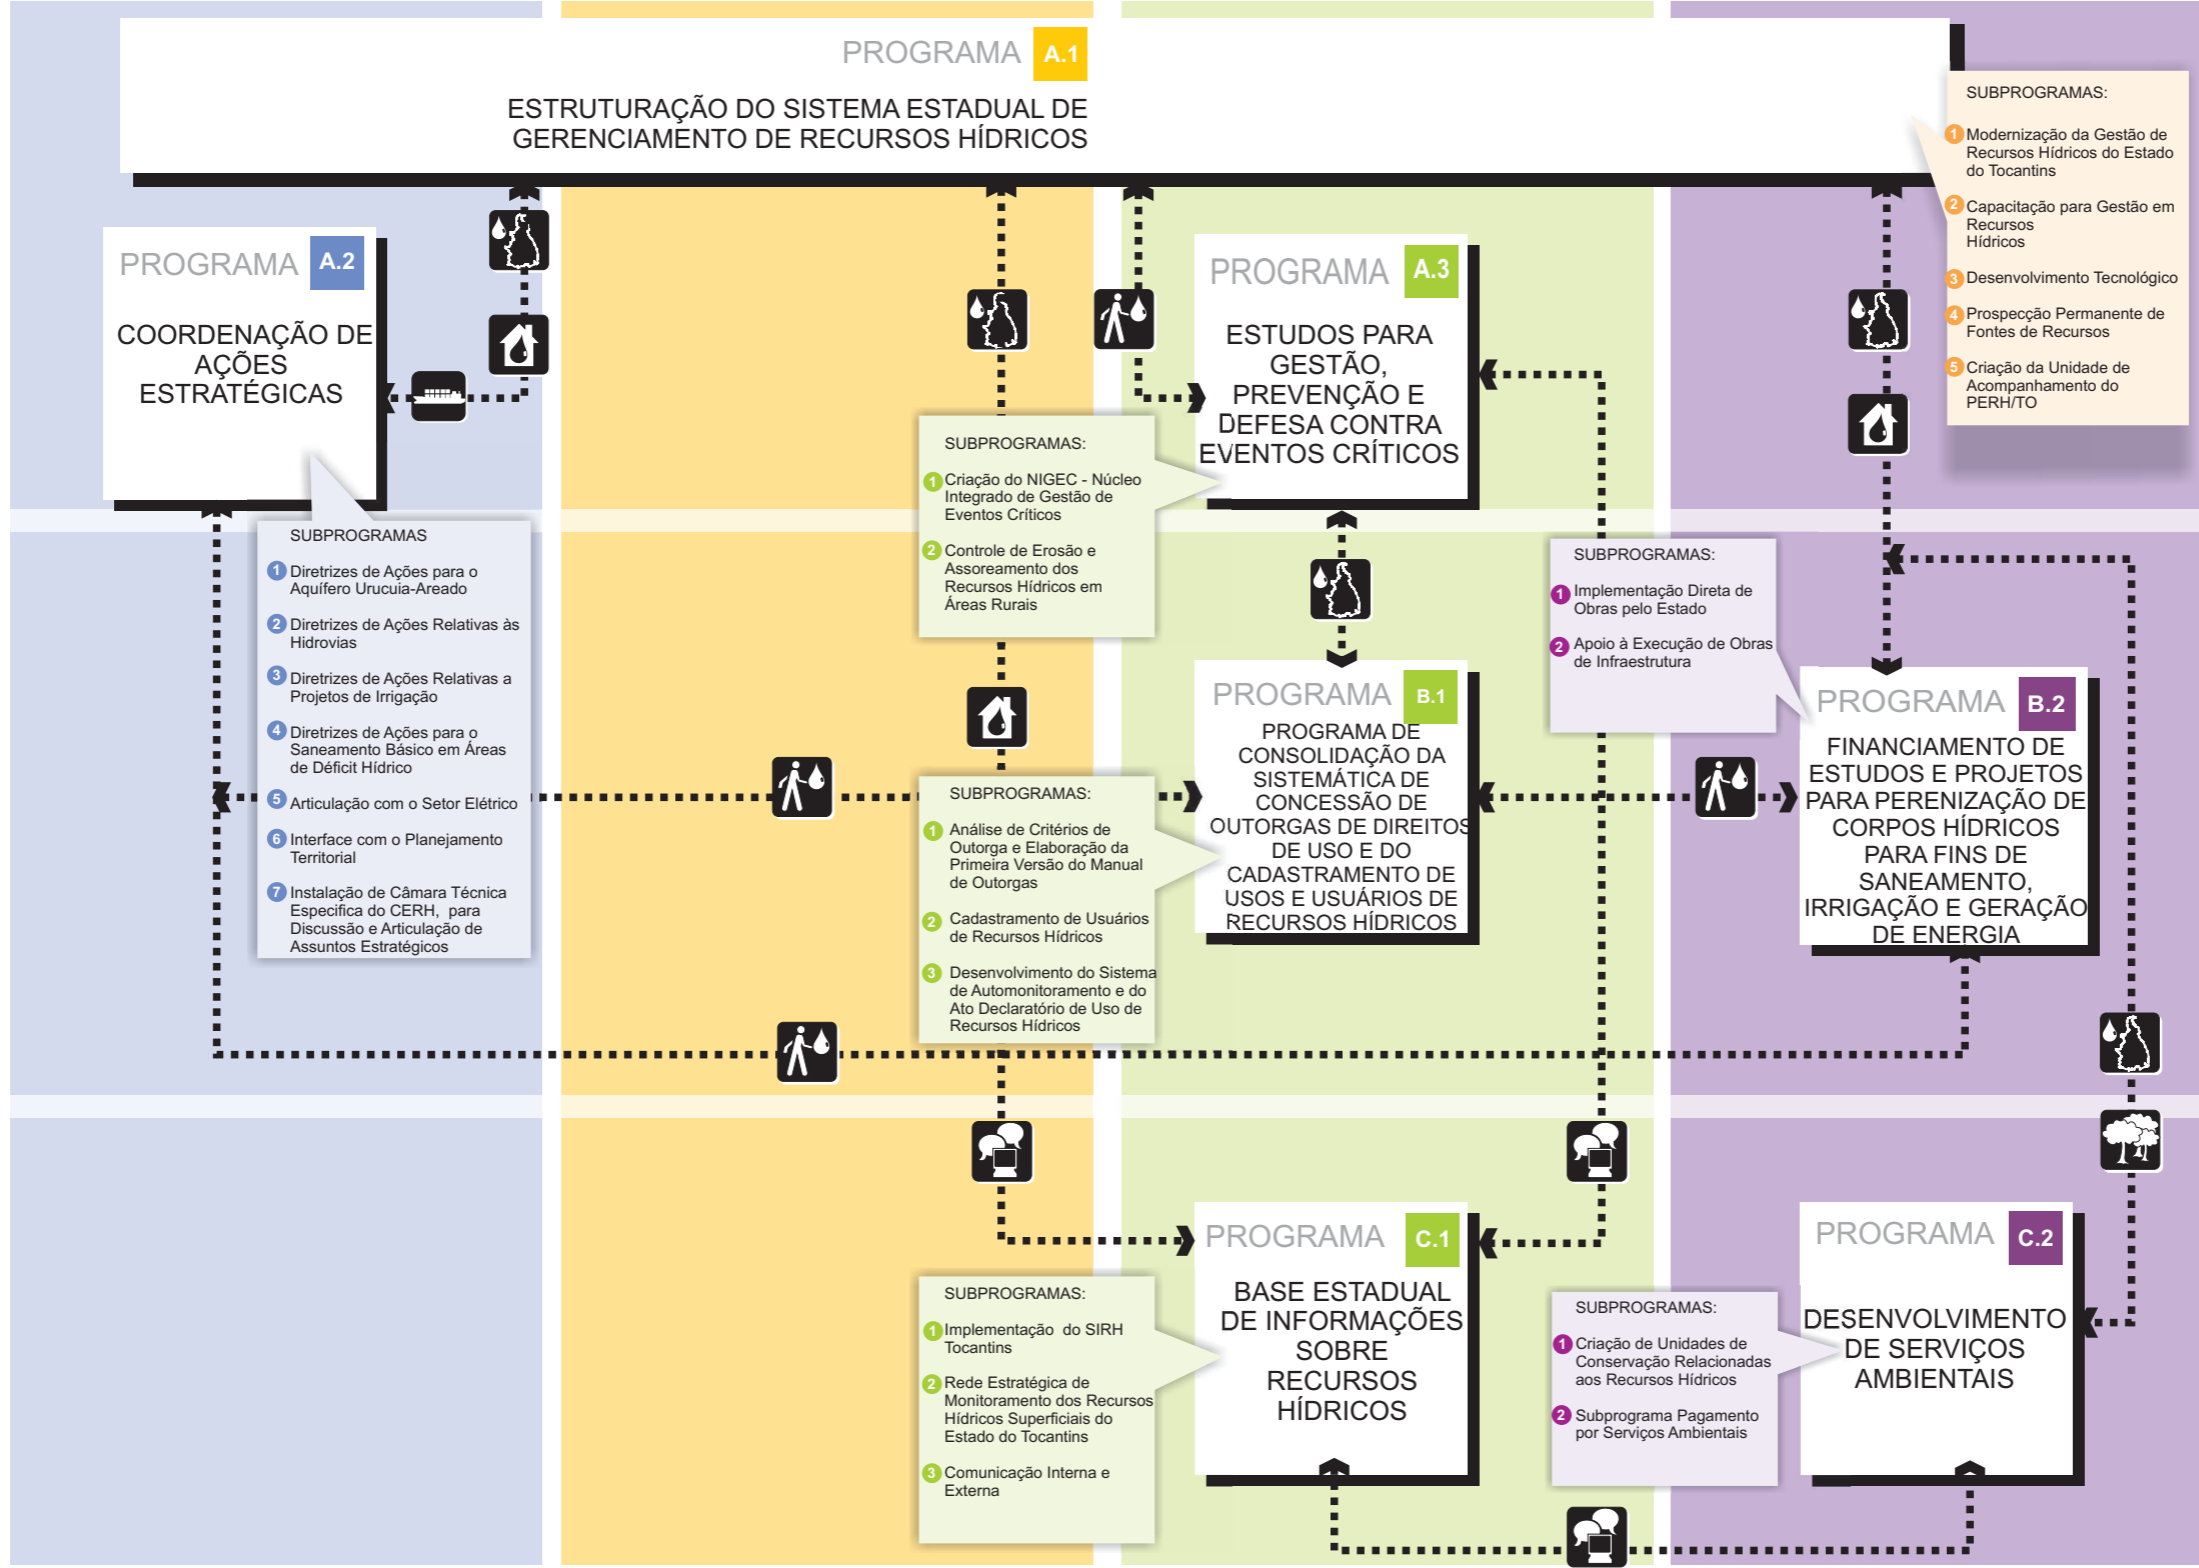 PROGRAMA A.1
ESTRUTURAÇÃO DO SISTEMA ESTADUAL DE
GERENCIAMENTO DE RECURSOS HÍDRICOS
SUBPROGRAMAS:
1 Modernização da Gestão de
Recursos Hídricos do Estado
do Tocantins
2 Capacitação para Gestão em
Recursos
Hídricos
3 Desenvolvimento Tecnológico
4 Prospecção Permanente de
Fontes de Recursos
5 Criação da Unidade de
Acompanhamento do
PERH/TO
PROGRAMA A.2
COORDENAÇÃO DE
AÇÕES
ESTRATÉGICAS
SUBPROGRAMAS
1 Diretrizes de Ações para o
Aquífero Urucuia-Areado
2 Diretrizes de Ações Relativas às
Hidrovias
3 Diretrizes de Ações Relativas a
Projetos de Irrigação
4 Diretrizes de Ações para o
Saneamento Básico em Áreas
de Déficit Hídrico
5 Articulação com o Setor Elétrico
6 Interface com o Planejamento
Territorial
7 Instalação de Câmara Técnica
Especifica do CERH, para
Discussão e Articulação de
Assuntos Estratégicos
PROGRAMA A.3
ESTUDOS PARA
GESTÃO,
PREVENÇÃO E
DEFESA CONTRA
EVENTOS CRÍTICOS
SUBPROGRAMAS:
1 Criação do NIGEC - Núcleo
Integrado de Gestão de
Eventos Críticos
2 Controle de Erosão e
Assoreamento dos
Recursos Hídricos em
Áreas Rurais
PROGRAMA B.1
PROGRAMA DE
CONSOLIDAÇÃO DA
SISTEMÁTICA DE
CONCESSÃO DE
OUTORGAS DE DIREITOS
DE USO E DO
CADASTRAMENTO DE
USOS E USUÁRIOS DE
RECURSOS HÍDRICOS
SUBPROGRAMAS:
1 Análise de Critérios de
Outorga e Elaboração da
Primeira Versão do Manual
de Outorgas
2 Cadastramento de Usuários
de Recursos Hídricos
3 Desenvolvimento do Sistema
de Automonitoramento e do
Ato Declaratório de Uso de
Recursos Hídricos
SUBPROGRAMAS:
1 Implementação Direta de
Obras pelo Estado
2 Apoio à Execução de Obras
de Infraestrutura
PROGRAMA B.2
FINANCIAMENTO DE
ESTUDOS E PROJETOS
PARA PERENIZAÇÃO DE
CORPOS HÍDRICOS
PARA FINS DE
SANEAMENTO,
IRRIGAÇÃO E GERAÇÃO
DE ENERGIA
PROGRAMA C.1
BASE ESTADUAL
DE INFORMAÇÕES
SOBRE
RECURSOS
HÍDRICOS
SUBPROGRAMAS:
1 Implementação do SIRH
Tocantins
2 Rede Estratégica de
Monitoramento dos Recursos
Hídricos Superficiais do
Estado do Tocantins
3 Comunicação Interna e
Externa
PROGRAMA C.2
DESENVOLVIMENTO
DE SERVIÇOS
AMBIENTAIS
SUBPROGRAMAS:
1 Criação de Unidades de
Conservação Relacionadas
aos Recursos Hídricos
2 Subprograma Pagamento
por Serviços Ambientais